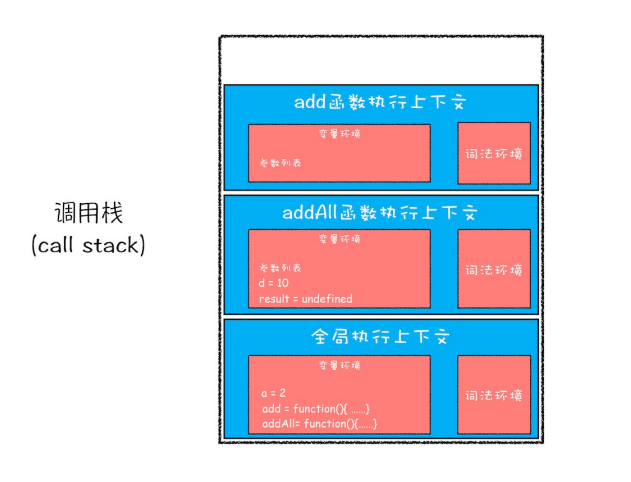 调用栈
(call stack)
add函数执行上下文
变量环境
参数列表
词法环境
addAll函数执行上下文
变量环境
参数列表
d = 10
result = undefined
词法环境
全局执行上下文
变量环境
a = 2
add = function(){ ......}
addAll= function(){......}
词法环境